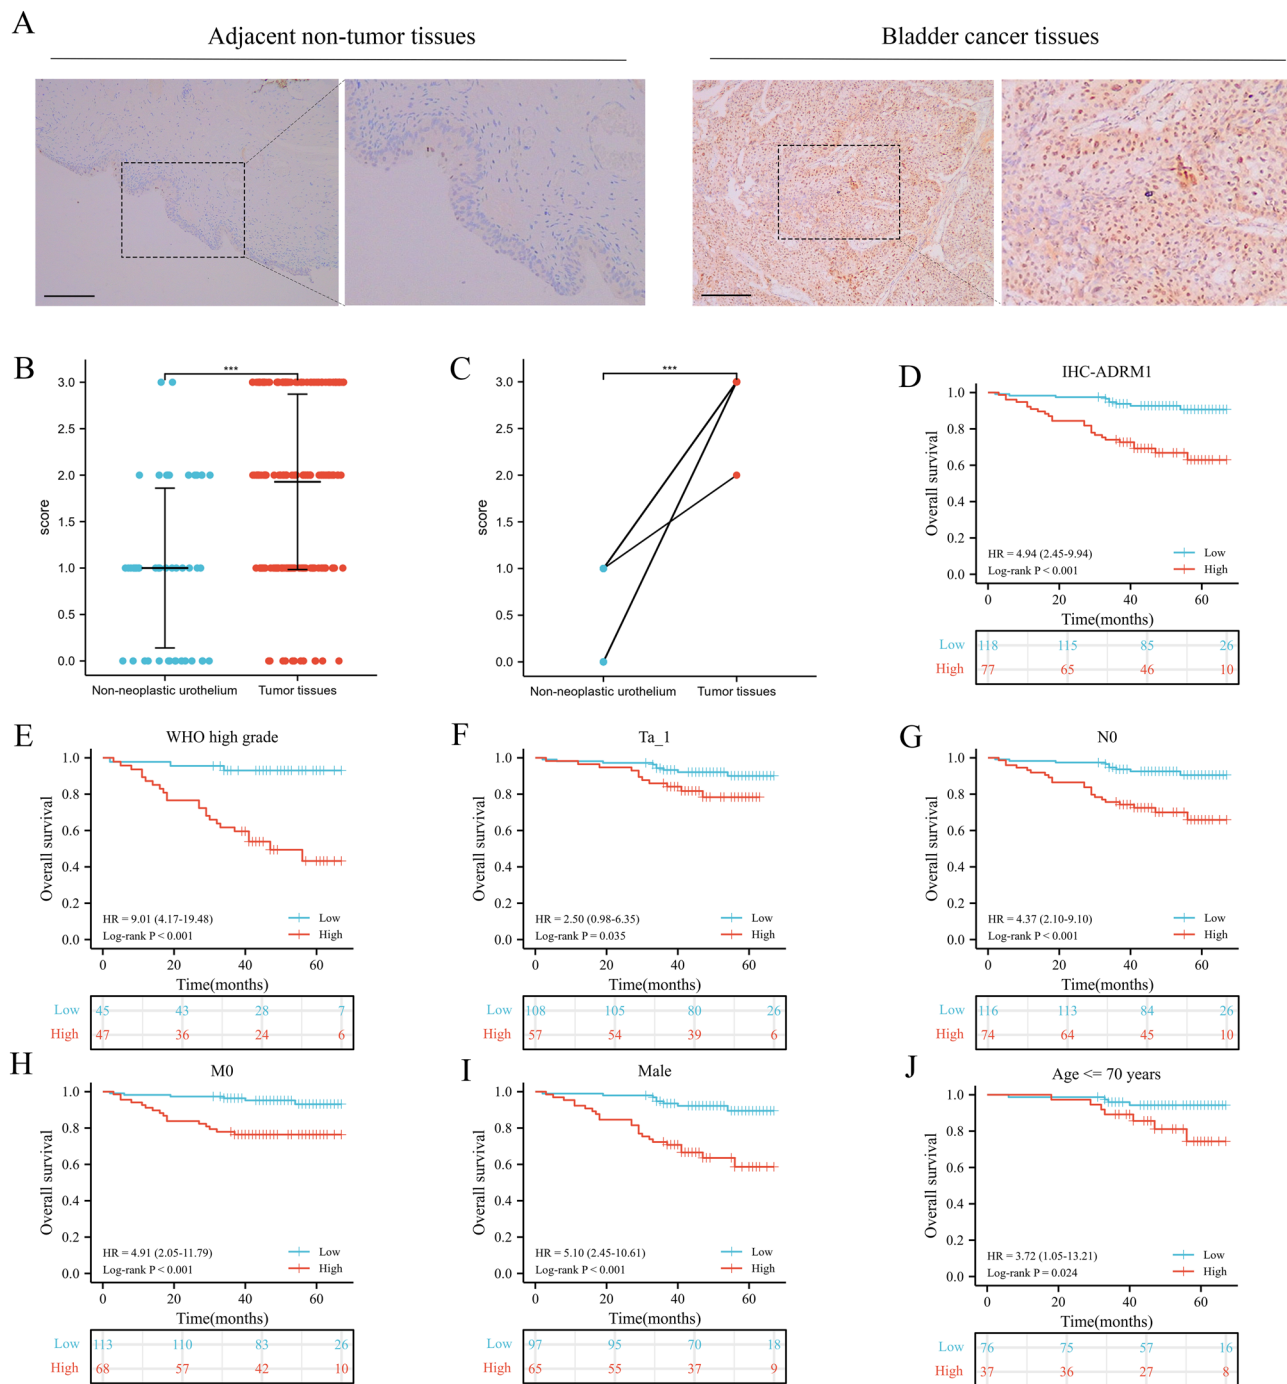 A
Adjacent non-tumor tissues
Bladder cancer tissues
B
***
3.0
2.5
2.0
1.5
1.0
0.5
0.0
score
Non-neoplastic urothelium
Tumor tissues
C
***
3.0
2.5
2.0
1.5
1.0
0.5
0.0
score
Non-neoplastic urothelium
Tumor tissues
D
IHC-ADRM1
1.0
0.8
0.6
0.4
0.2
0.0
Overall survival
HR = 4.94 (2.45-9.94)
Log-rank P < 0.001
Low
High
0 20 40 60
Time(months)
Low 118 115 85 26
High 77 65 46 10
E
WHO high grade
1.0
0.8
0.6
0.4
0.2
0.0
Overall survival
HR = 9.01 (4.17-19.48)
Log-rank P < 0.001
Low
High
0 20 40 60
Time(months)
Low 45 43 28 7
High 47 36 24 6
F
Ta_1
1.0
0.8
0.6
0.4
0.2
0.0
Overall survival
HR = 2.50 (0.98-6.35)
Log-rank P = 0.035
Low
High
0 20 40 60
Time(months)
Low 108 105 80 26
High 57 54 39 6
G
N0
1.0
0.8
0.6
0.4
0.2
0.0
Overall survival
HR = 4.37 (2.10-9.10)
Log-rank P < 0.001
Low
High
0 20 40 60
Time(months)
Low 116 113 84 26
High 74 64 45 10
H
M0
1.0
0.8
0.6
0.4
0.2
0.0
Overall survival
HR = 4.91 (2.05-11.79)
Log-rank P < 0.001
Low
High
0 20 40 60
Time(months)
Low 113 110 83 26
High 68 57 42 10
I
Male
1.0
0.8
0.6
0.4
0.2
0.0
Overall survival
HR = 5.10 (2.45-10.61)
Log-rank P < 0.001
Low
High
0 20 40 60
Time(months)
Low 97 95 70 18
High 65 55 37 9
J
Age <= 70 years
1.0
0.8
0.6
0.4
0.2
0.0
Overall survival
HR = 3.72 (1.05-13.21)
Log-rank P = 0.024
Low
High
0 20 40 60
Time(months)
Low 76 75 57 16
High 37 36 27 8